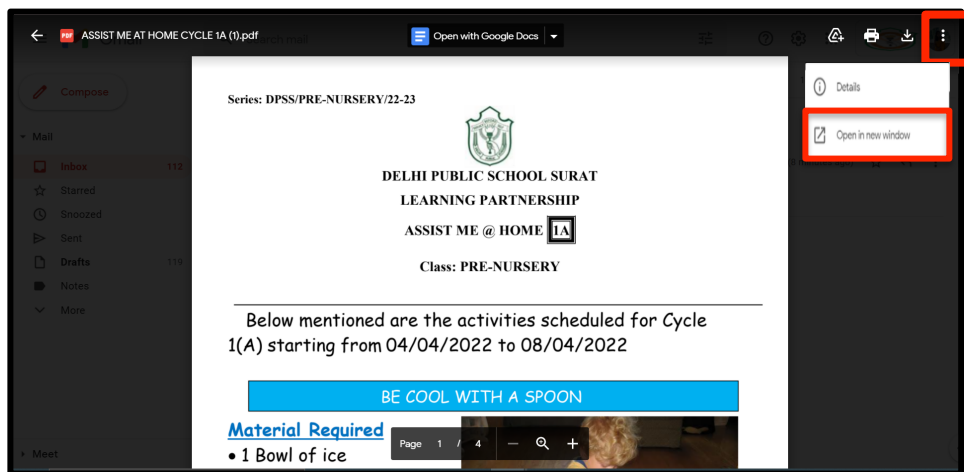 PDF ASSIST ME AT HOME CYCLE 1A (1).pdf
Open with Google Docs
Compose
Mail
Inbox 113
Starred
Snoozed
Sent
Drafts 119
Notes
More
Meet
Details
Open in new window
Series: DPSS/PRE-NURSERY/22-23
DELHI PUBLIC SCHOOL SURAT
LEARNING PARTNERSHIP
ASSIST ME @ HOME 1A
Class: PRE-NURSERY
Below mentioned are the activities scheduled for Cycle
1(A) starting from 04/04/2022 to 08/04/2022
BE COOL WITH A SPOON
Material Required
• 1 Bowl of ice
Page 1 / 4